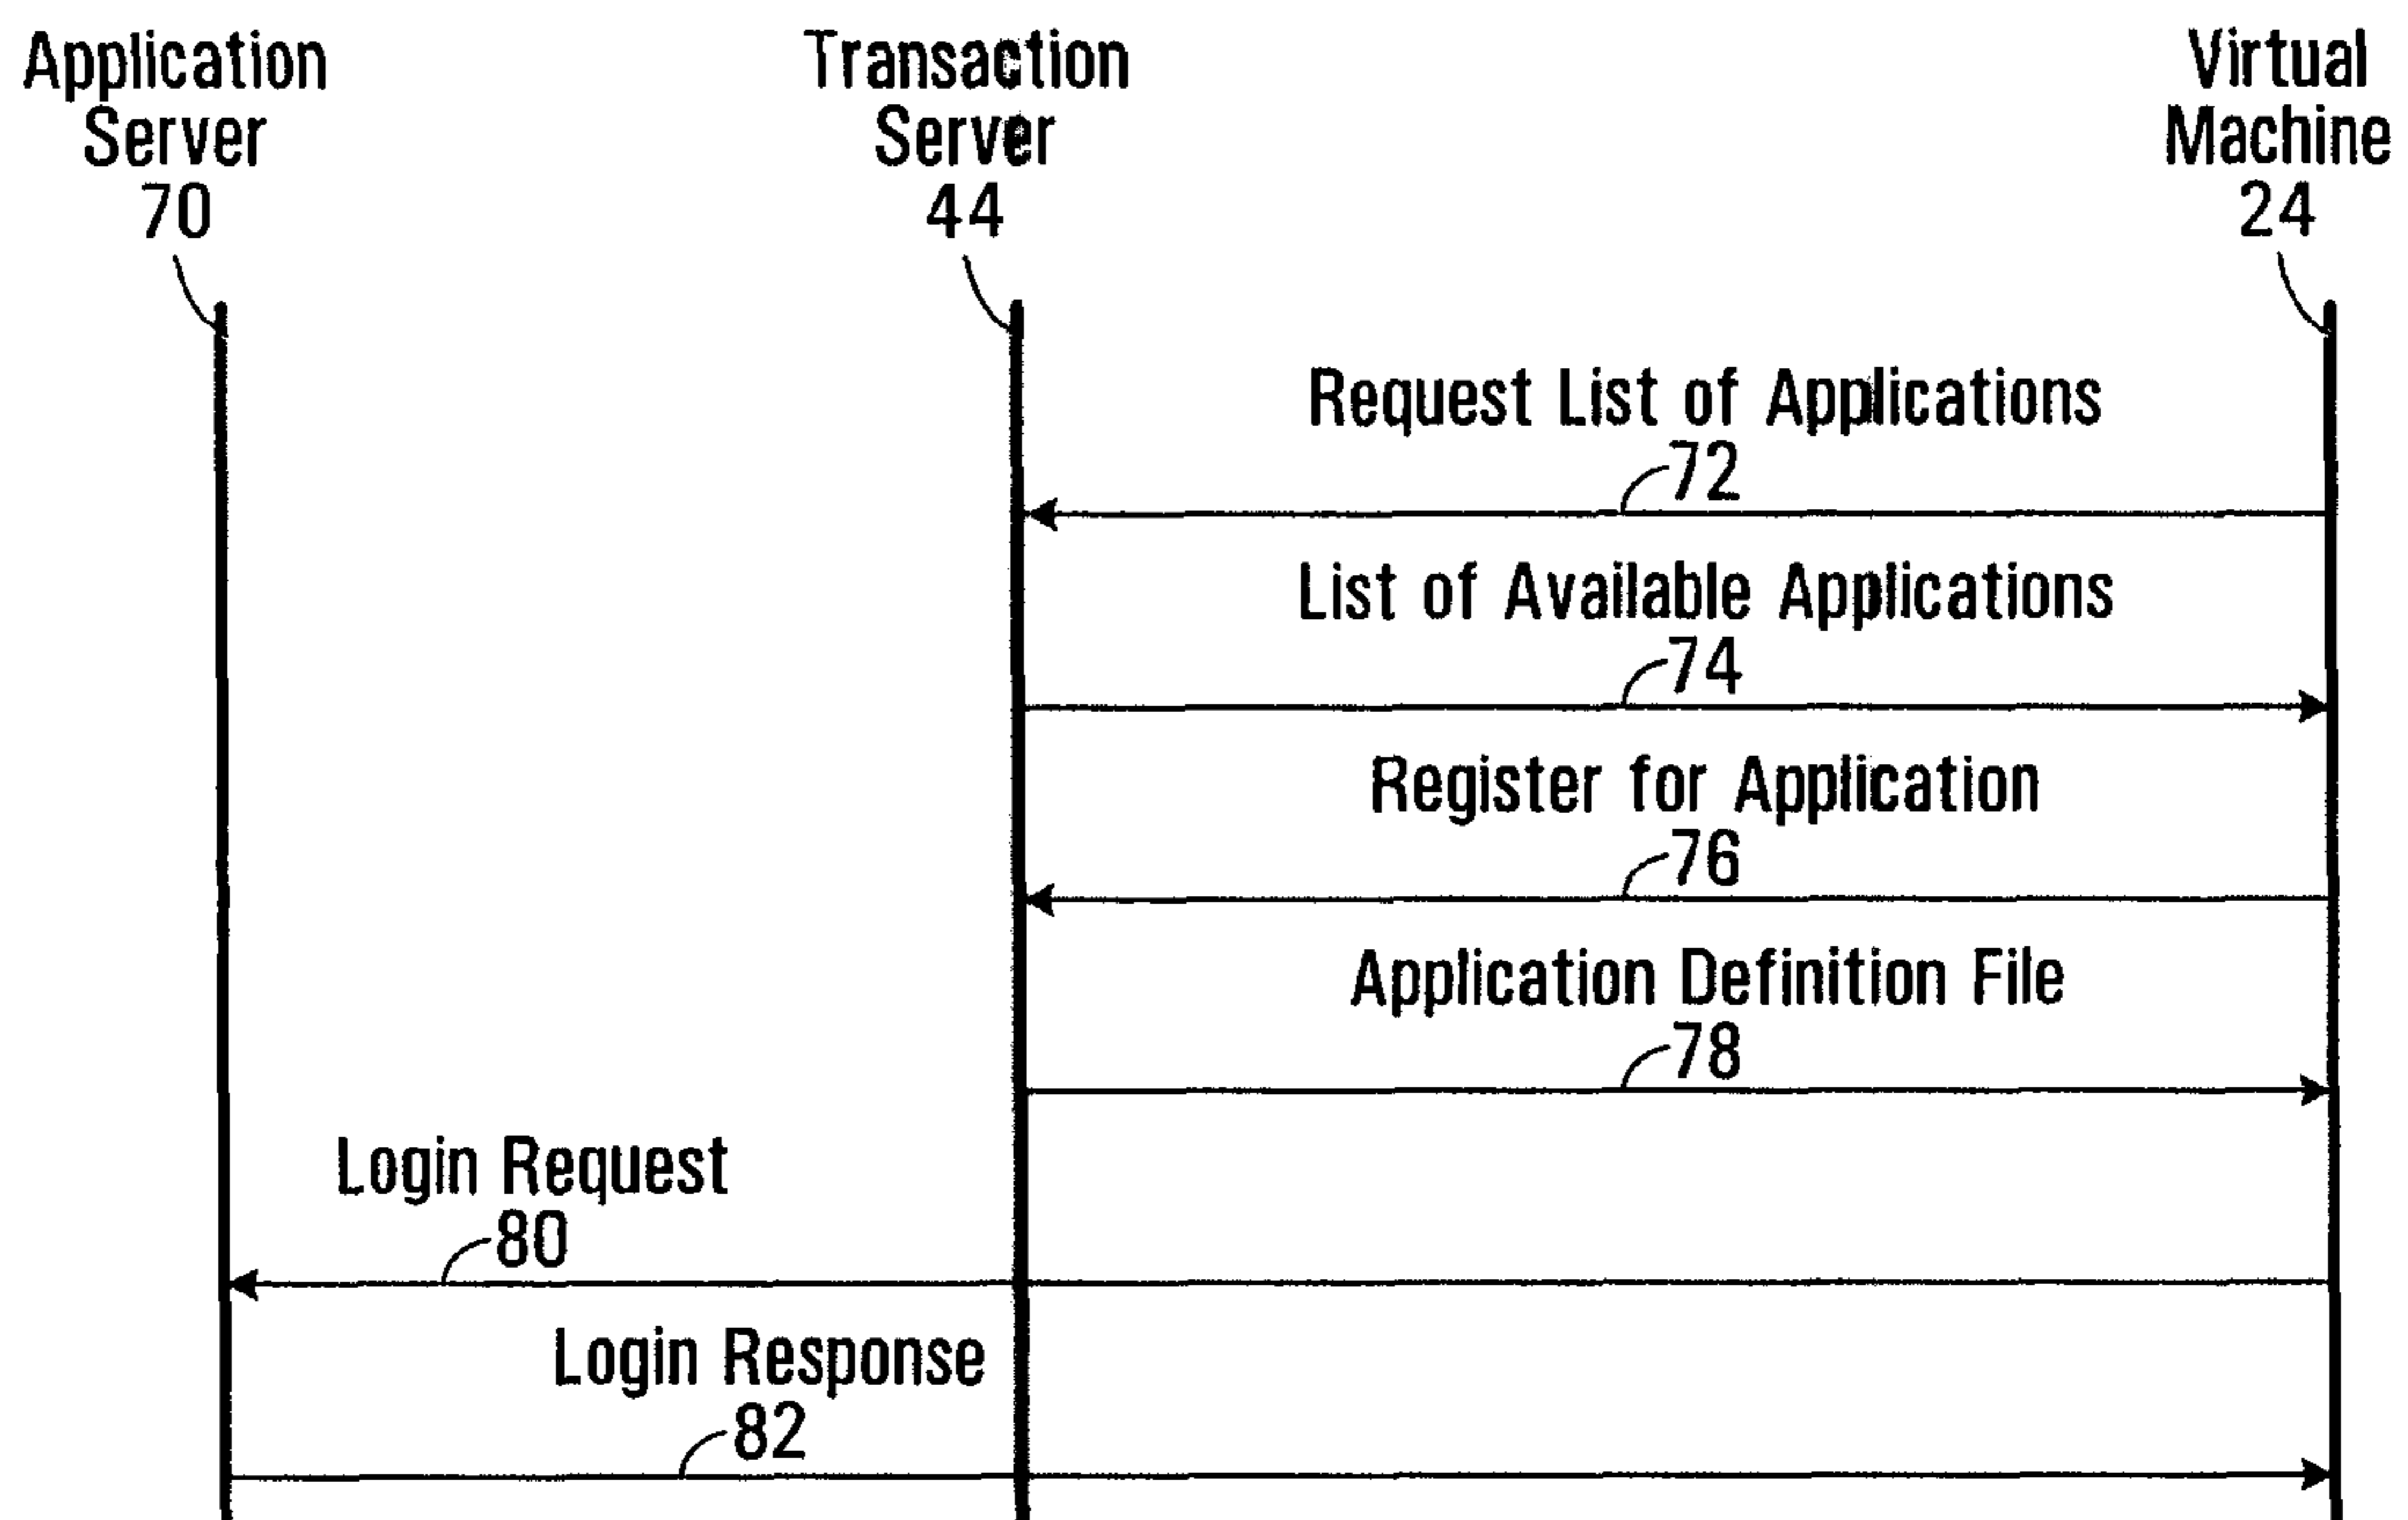 Application
Server
70
Transaction
Server
44
Virtual
Machine
24
Request List of Applications
72
List of Available Applications
74
Register for Application
76
Application Definition File
78
Login Request
80
Login Response
82